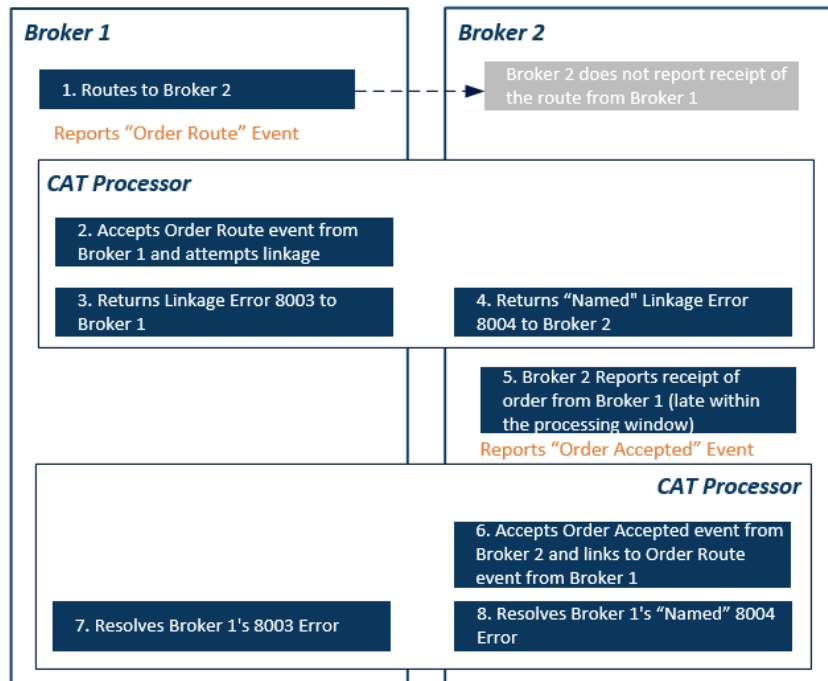 Broker 1
Broker 2
1. Routes to Broker 2
Broker 2 does not report receipt of
the route from Broker 1
Reports “Order Route” Event
CAT Processor
2. Accepts Order Route event from
Broker 1 and attempts linkage
3. Returns Linkage Error 8003 to
Broker 1
4. Returns “Named" Linkage Error
8004 to Broker 2
5. Broker 2 Reports receipt of
order from Broker 1 (late within
the processing window)
Reports “Order Accepted” Event
CAT Processor
6. Accepts Order Accepted event from
Broker 2 and links to Order Route
event from Broker 1
7. Resolves Broker 1's 8003 Error
8. Resolves Broker 1's “Named” 8004
Error